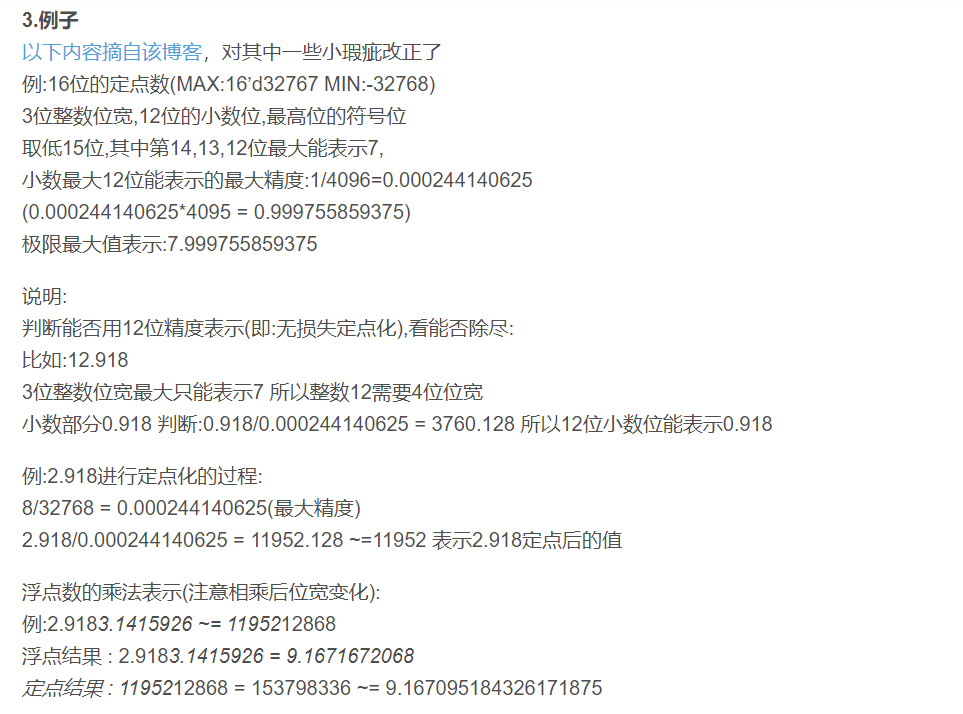 3.例子
以下内容摘自该博客，对其中一些小瑕疵改正了
例:16位的定点数(MAX:16’d32767 MIN:-32768)
3位整数位宽,12位的小数位,最高位的符号位
取低15位,其中第14,13,12位最大能表示7,
小数最大12位能表示的最大精度:1/4096=0.000244140625
(0.000244140625*4095 = 0.999755859375)
极限最大值表示:7.999755859375
说明:
判断能否用12位精度表示(即:无损失定点化),看能否除尽:
比如:12.918
3位整数位宽最大只能表示7 所以整数12需要4位位宽
小数部分0.918 判断:0.918/0.000244140625 = 3760.128 所以12位小数位能表示0.918
例:2.918进行定点化的过程:
8/32768 = 0.000244140625(最大精度)
2.918/0.000244140625 = 11952.128 ~=11952 表示2.918定点后的值
浮点数的乘法表示(注意相乘后位宽变化):
例:2.9183.1415926 ~= 1195212868
浮点结果 : 2.9183.1415926 = 9.1671672068
定点结果 : 1195212868 = 153798336 ~= 9.167095184326171875